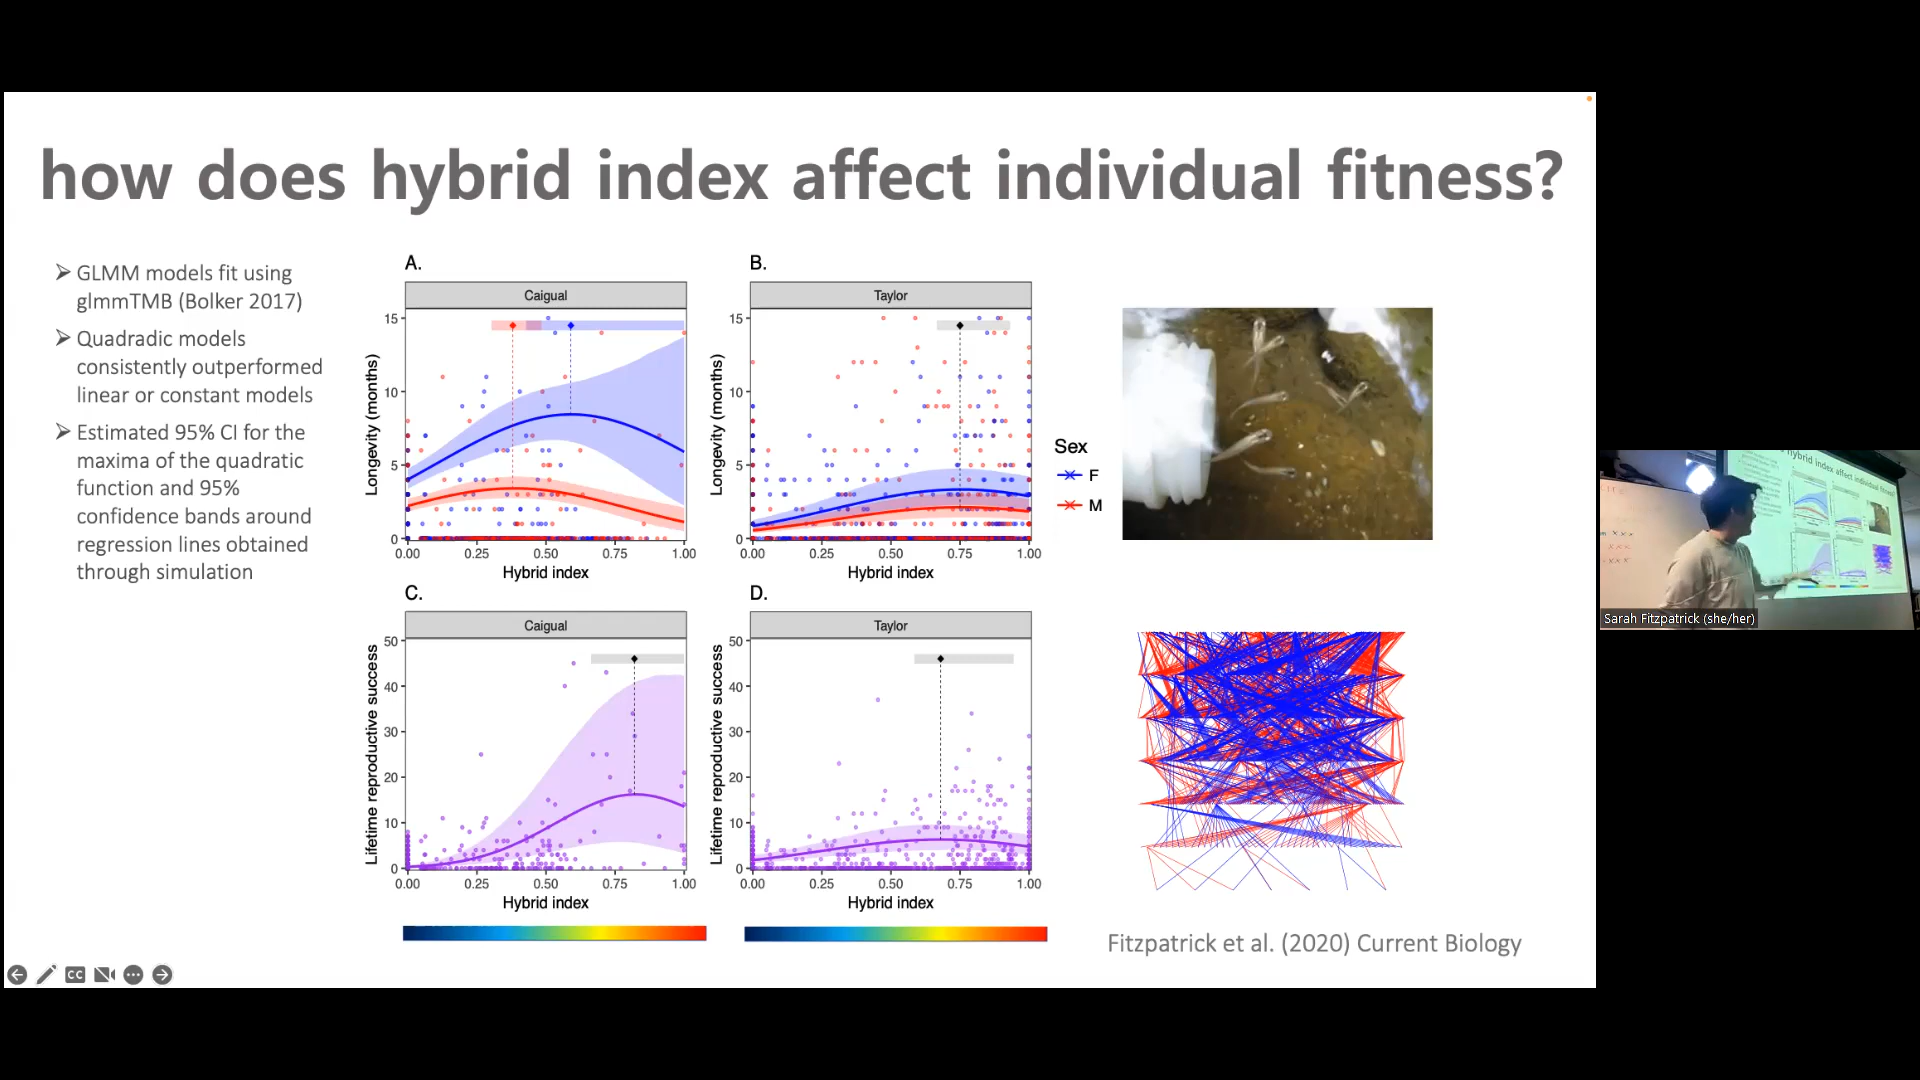 how does hybrid index affect individual fitness?
GLMM models fit using
glmmTMB (Bolker 2017)
Quadradic models
consistently outperformed
linear or constant models
Estimated 95% CI for the
maxima of the quadratic
function and 95%
confidence bands around
regression lines obtained
through simulation
A.
Caigual
15
10
5
0
Longevity (months)
0.00 0.25 0.50 0.75 1.00
Hybrid index
B.
Taylor
15
10
5
0
Longevity (months)
0.00 0.25 0.50 0.75 1.00
Hybrid index
Sex
F
M
C.
Caigual
50
40
30
20
10
0
Lifetime reproductive success
0.00 0.25 0.50 0.75 1.00
Hybrid index
D.
Taylor
50
40
30
20
10
0
Lifetime reproductive success
0.00 0.25 0.50 0.75 1.00
Hybrid index
Fitzpatrick et al. (2020) Current Biology
CC
hybrid index affect individual fitness?
Sarah Fitzpatrick (she/her)